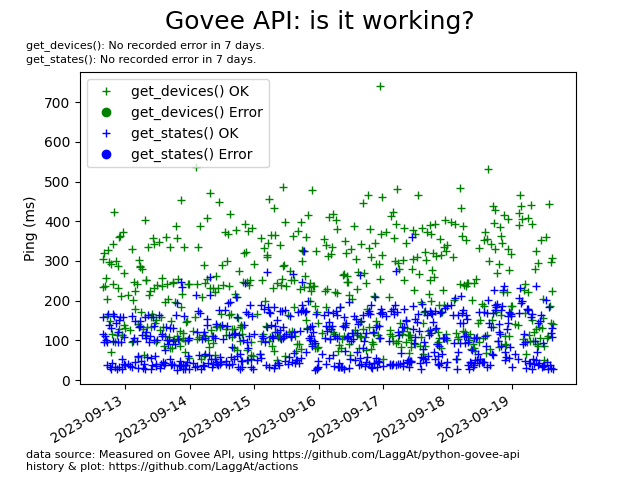 Govee API: is it working?
get_devices(): No recorded error in 7 days.
get_states(): No recorded error in 7 days.
get_devices() OK
get_devices() Error
get_states() OK
get_states() Error
Ping (ms)
700
600
500
400
300
200
100
0
2023-09-13
2023-09-14
2023-09-15
2023-09-16
2023-09-17
2023-09-18
2023-09-19
data source: Measured on Govee API, using https://github.com/LaggAt/python-govee-api
history & plot: https://github.com/LaggAt/actions